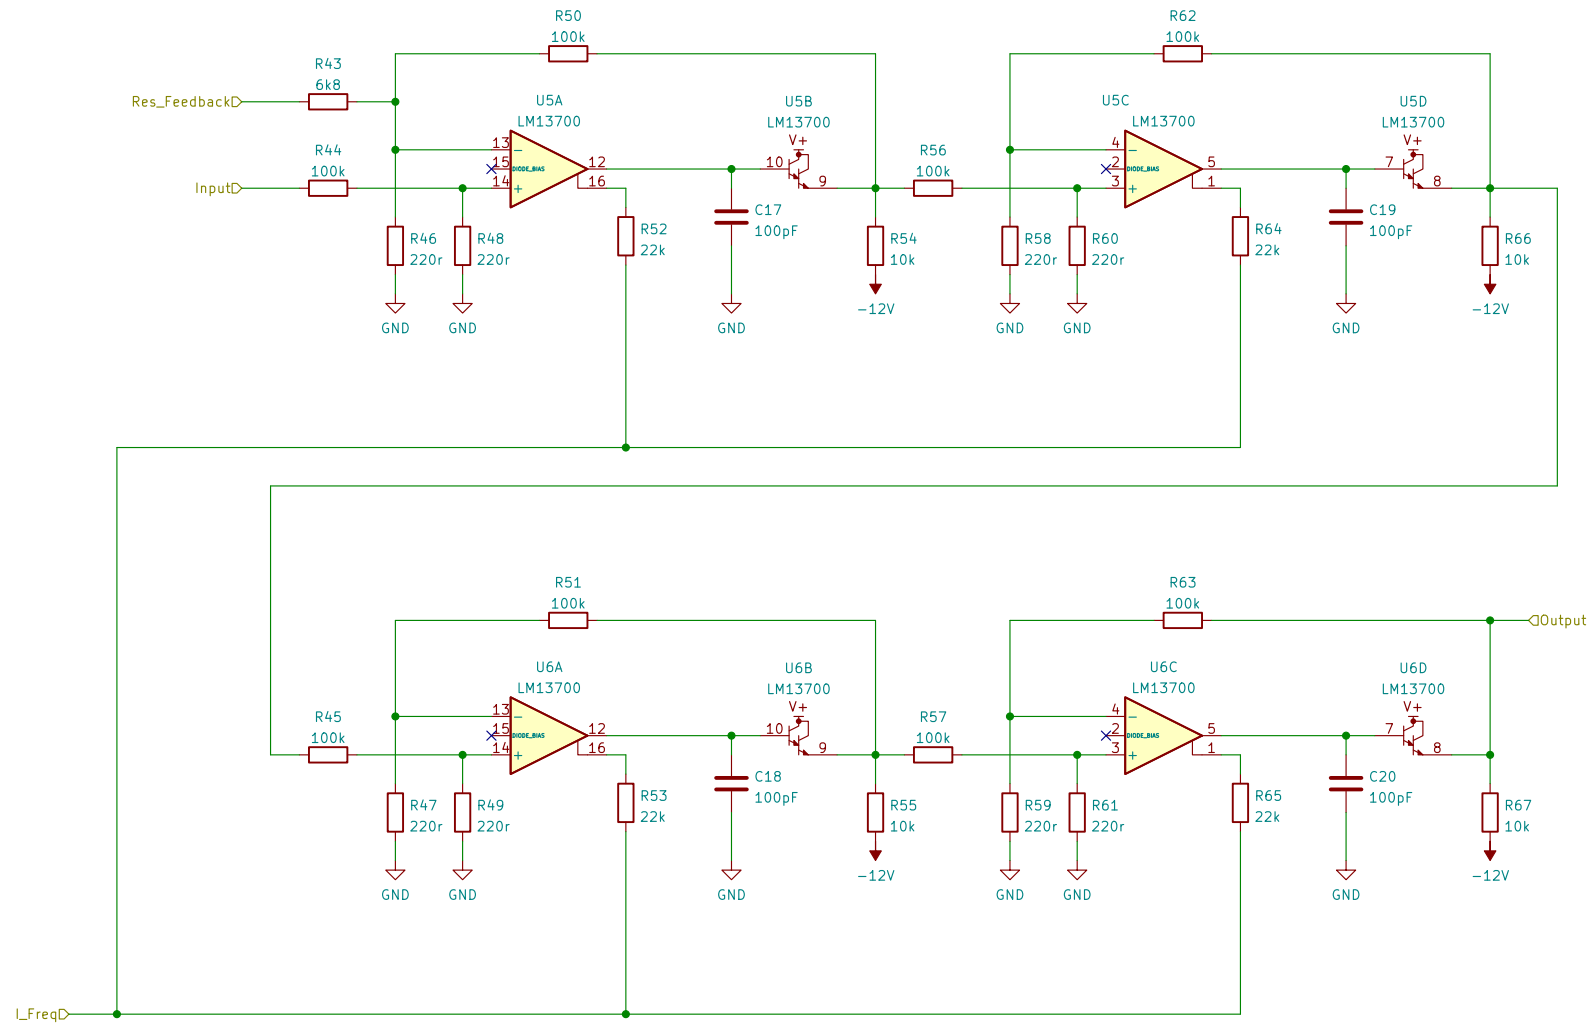 R50
100k
R62
100k
R43
6k8
Res_Feedback
U5A
LM13700
U5B
LM13700
U5C
LM13700
U5D
LM13700
V+
V+
13
15
14
DIODE_BIAS
12
16
10
9
4
2
3
DIODE_BIAS
5
1
7
8
R44
100k
Input
R56
100k
R46
220r
R48
220r
R52
22k
C17
100pF
R54
10k
R58
220r
R60
220r
R64
22k
C19
100pF
R66
10k
GND
GND
GND
-12V
GND
GND
GND
-12V
R51
100k
R63
100k
Output
U6A
LM13700
U6B
LM13700
U6C
LM13700
U6D
LM13700
V+
V+
13
15
14
DIODE_BIAS
12
16
10
9
4
2
3
DIODE_BIAS
5
1
7
8
R45
100k
R57
100k
R47
220r
R49
220r
R53
22k
C18
100pF
R55
10k
R59
220r
R61
220r
R65
22k
C20
100pF
R67
10k
GND
GND
GND
-12V
GND
GND
GND
-12V
I_Freq